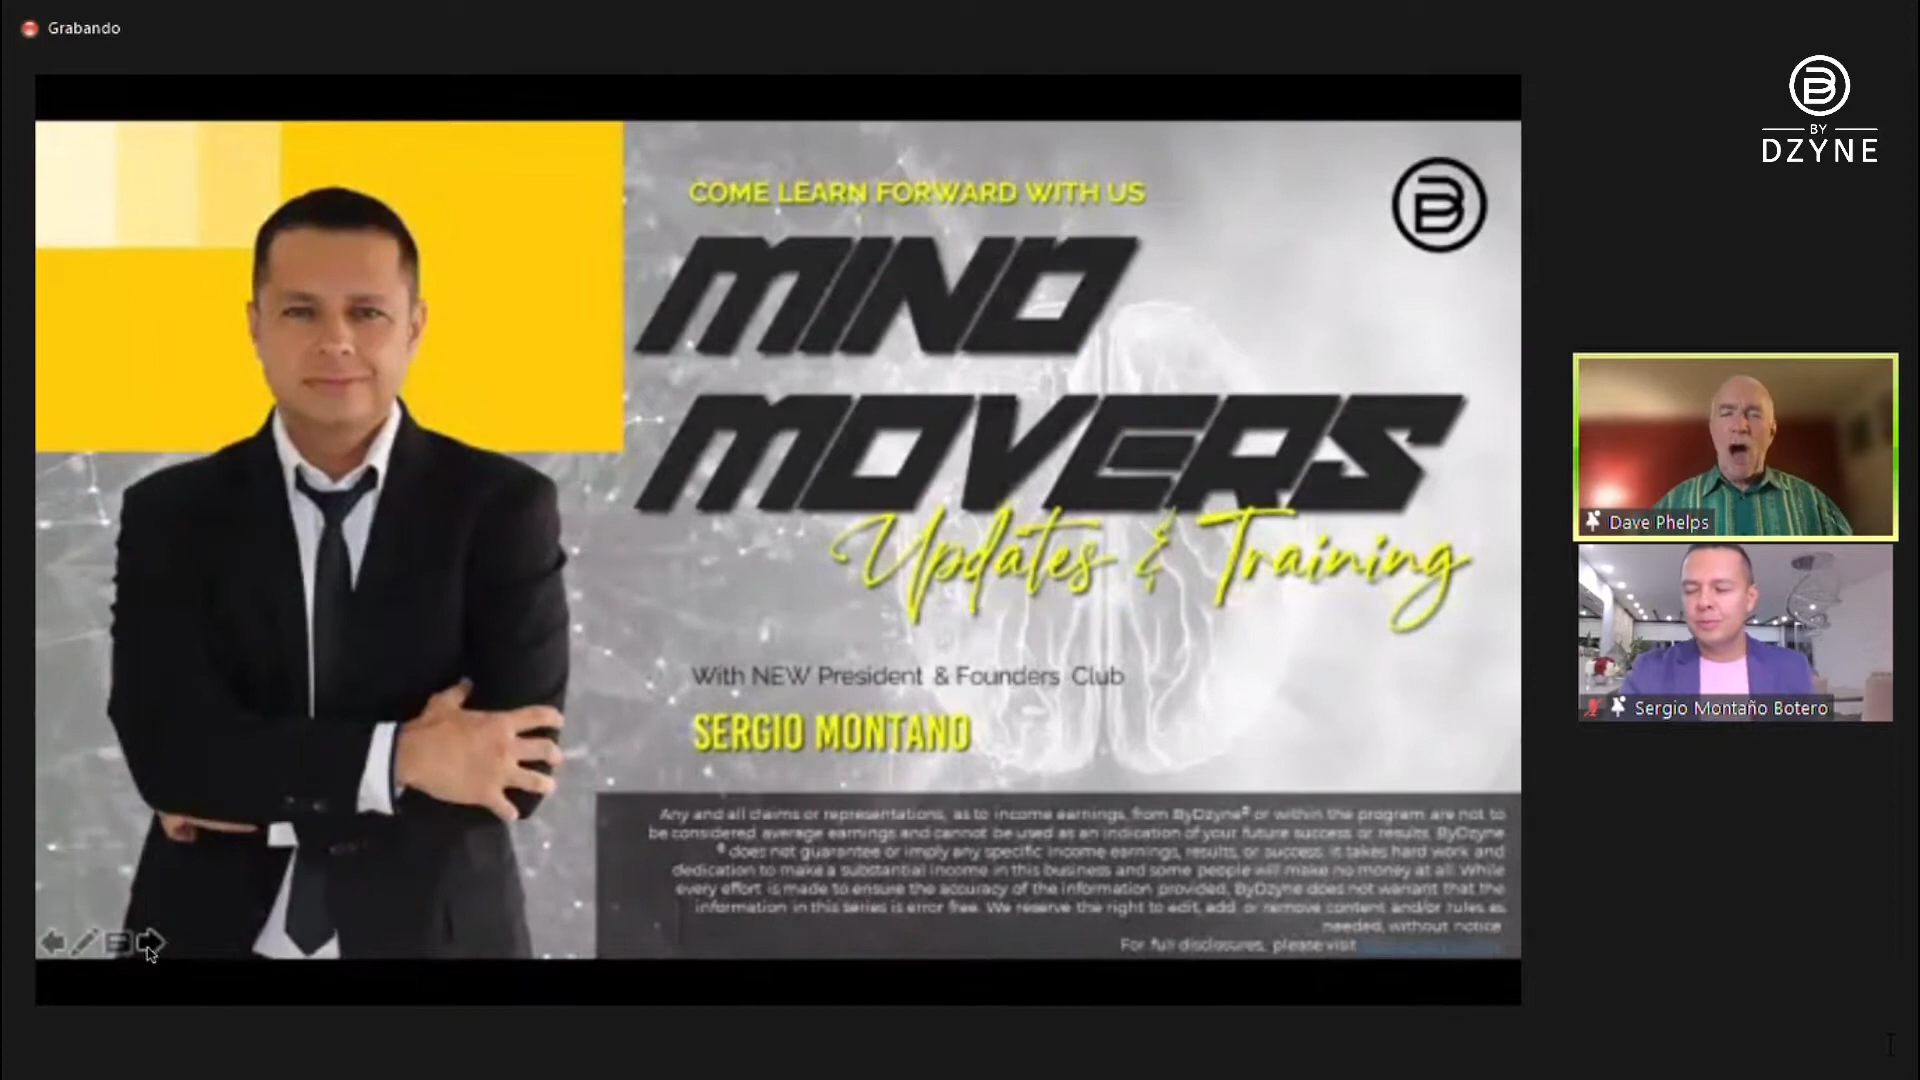 Grabando
BY
DZYNE
COME LEARN FORWARD WITH US
MIND
MOVERS
Updates & Training
With NEW President & Founders Club
SERGIO MONTANO
Any and all claims or representations, as to income earnings, from ByDzyne® or within the program are not to
be considered average earnings and cannot be used as an indication of your future success or results. ByDzyne
® does not guarantee or imply any specific income earnings, results, or success. It takes hard work and
dedication to make a substantial income in this business and some people will make no money at all. While
every effort is made to ensure the accuracy of the information provided, ByDzyne does not warrant that the
information in this series is error free. We reserve the right to edit, add, or remove content and/or rules as
needed, without notice.
For full disclosures, please visit
Dave Phelps
Sergio Montaño Botero